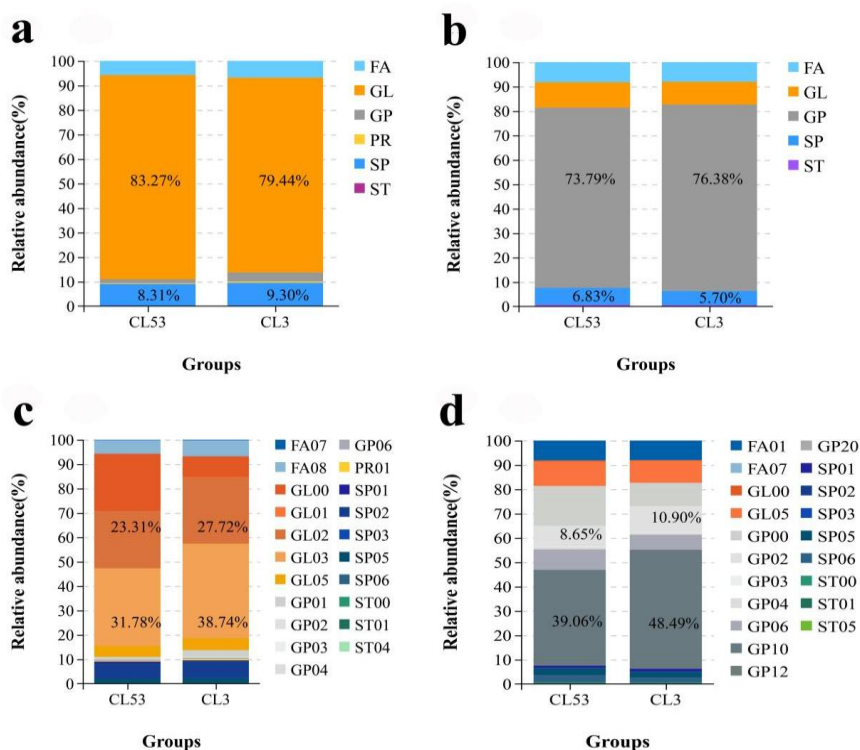 a
Relative abundance(%)
100
90
80
70
60
50
40
30
20
10
0
83.27%
79.44%
8.31%
9.30%
CL53
CL3
Groups
FA
GL
GP
PR
SP
ST
b
Relative abundance(%)
100
90
80
70
60
50
40
30
20
10
0
73.79%
76.38%
6.83%
5.70%
CL53
CL3
Groups
FA
GL
GP
SP
ST
c
Relative abundance(%)
100
90
80
70
60
50
40
30
20
10
0
23.31%
27.72%
31.78%
38.74%
CL53
CL3
Groups
FA07
FA08
GL00
GL01
GL02
GL03
GL05
GP01
GP02
GP03
GP04
GP06
PR01
SP01
SP02
SP03
SP05
SP06
ST00
ST01
ST04
d
Relative abundance(%)
100
90
80
70
60
50
40
30
20
10
0
8.65%
10.90%
39.06%
48.49%
CL53
CL3
Groups
FA01
FA07
GL00
GL05
GP00
GP02
GP03
GP04
GP06
GP10
GP12
GP20
SP01
SP02
SP03
SP05
SP06
ST00
ST01
ST05